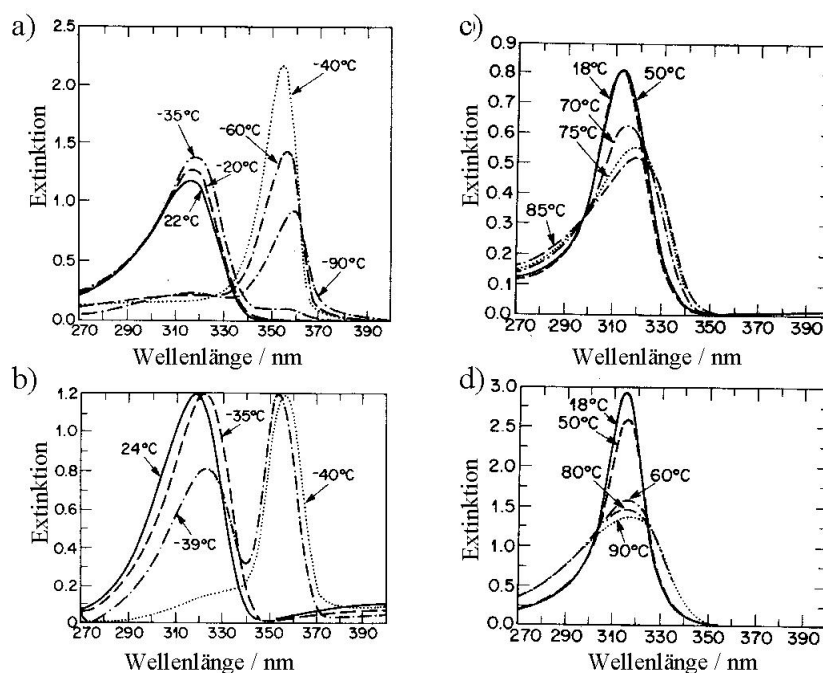 a)
Extinktion
2.5
2.0
1.5
1.0
0.5
0.0
-40°C
-35°C
-60°C
-20°C
22°C
-90°C
270 290 310 330 350 370 390
Wellenlänge / nm
b)
Extinktion
1.2
0.8
0.6
0.4
0.2
0.0
24°C
-35°C
-40°C
-39°C
270 290 310 330 350 370 390
Wellenlänge / nm
c)
Extinktion
0.9
0.8
0.7
0.6
0.5
0.4
0.3
0.2
0.1
0.0
18°C
50°C
70°C
75°C
85°C
270 290 310 330 350 370 390
Wellenlänge / nm
d)
Extinktion
3.0
2.5
2.0
1.5
1.0
0.5
0.0
18°C
50°C
80°C
60°C
90°C
270 290 310 330 350 370 390
Wellenlänge / nm